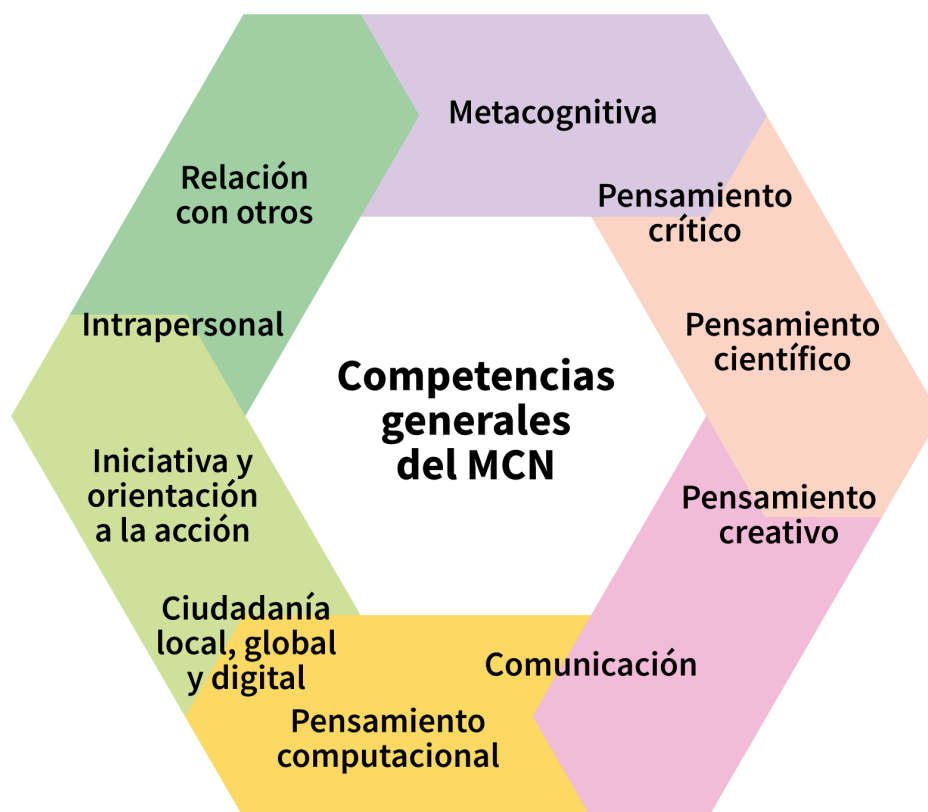 Metacognitiva
Pensamiento
crítico
Pensamiento
científico
Pensamiento
creativo
Comunicación
Pensamiento
computacional
Ciudadanía
local, global
y digital
Iniciativa y
orientación
a la acción
Intrapersonal
Relación
con otros
Competencias
generales
del MCN